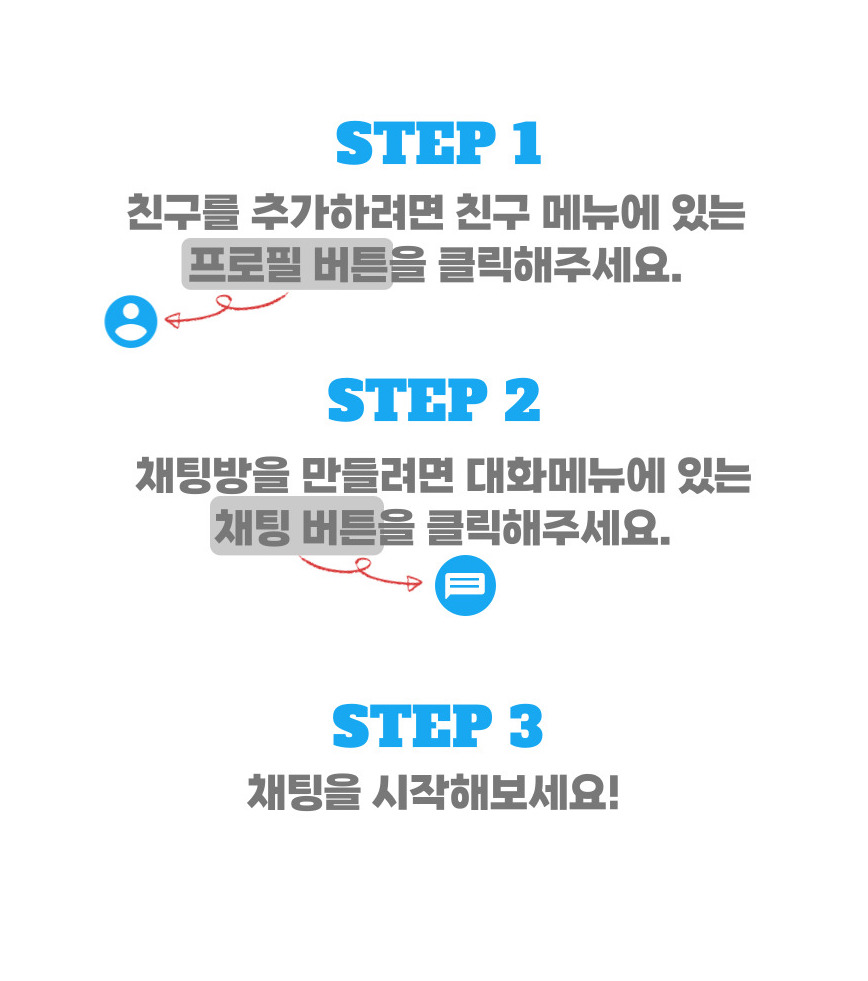 STEP 1
친구를 추가하려면 친구 메뉴에 있는
프로필 버튼을 클릭해주세요.
STEP 2
채팅방을 만들려면 대화메뉴에 있는
채팅 버튼을 클릭해주세요.
STEP 3
채팅을 시작해보세요!